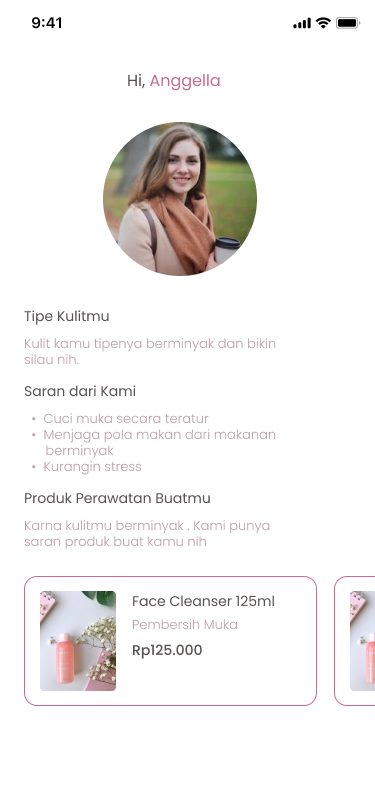 9:41
Hi, Anggella
Tipe Kulitmu
Kulit kamu tipenya berminyak dan bikin
silau nih.
Saran dari Kami
• Cuci muka secara teratur
• Menjaga pola makan dari makanan
berminyak
• Kurangin stress
Produk Perawatan Buatmu
Karna kulitmu berminyak . Kami punya
saran produk buat kamu nih
Face Cleanser 125ml
Pembersih Muka
Rp125.000